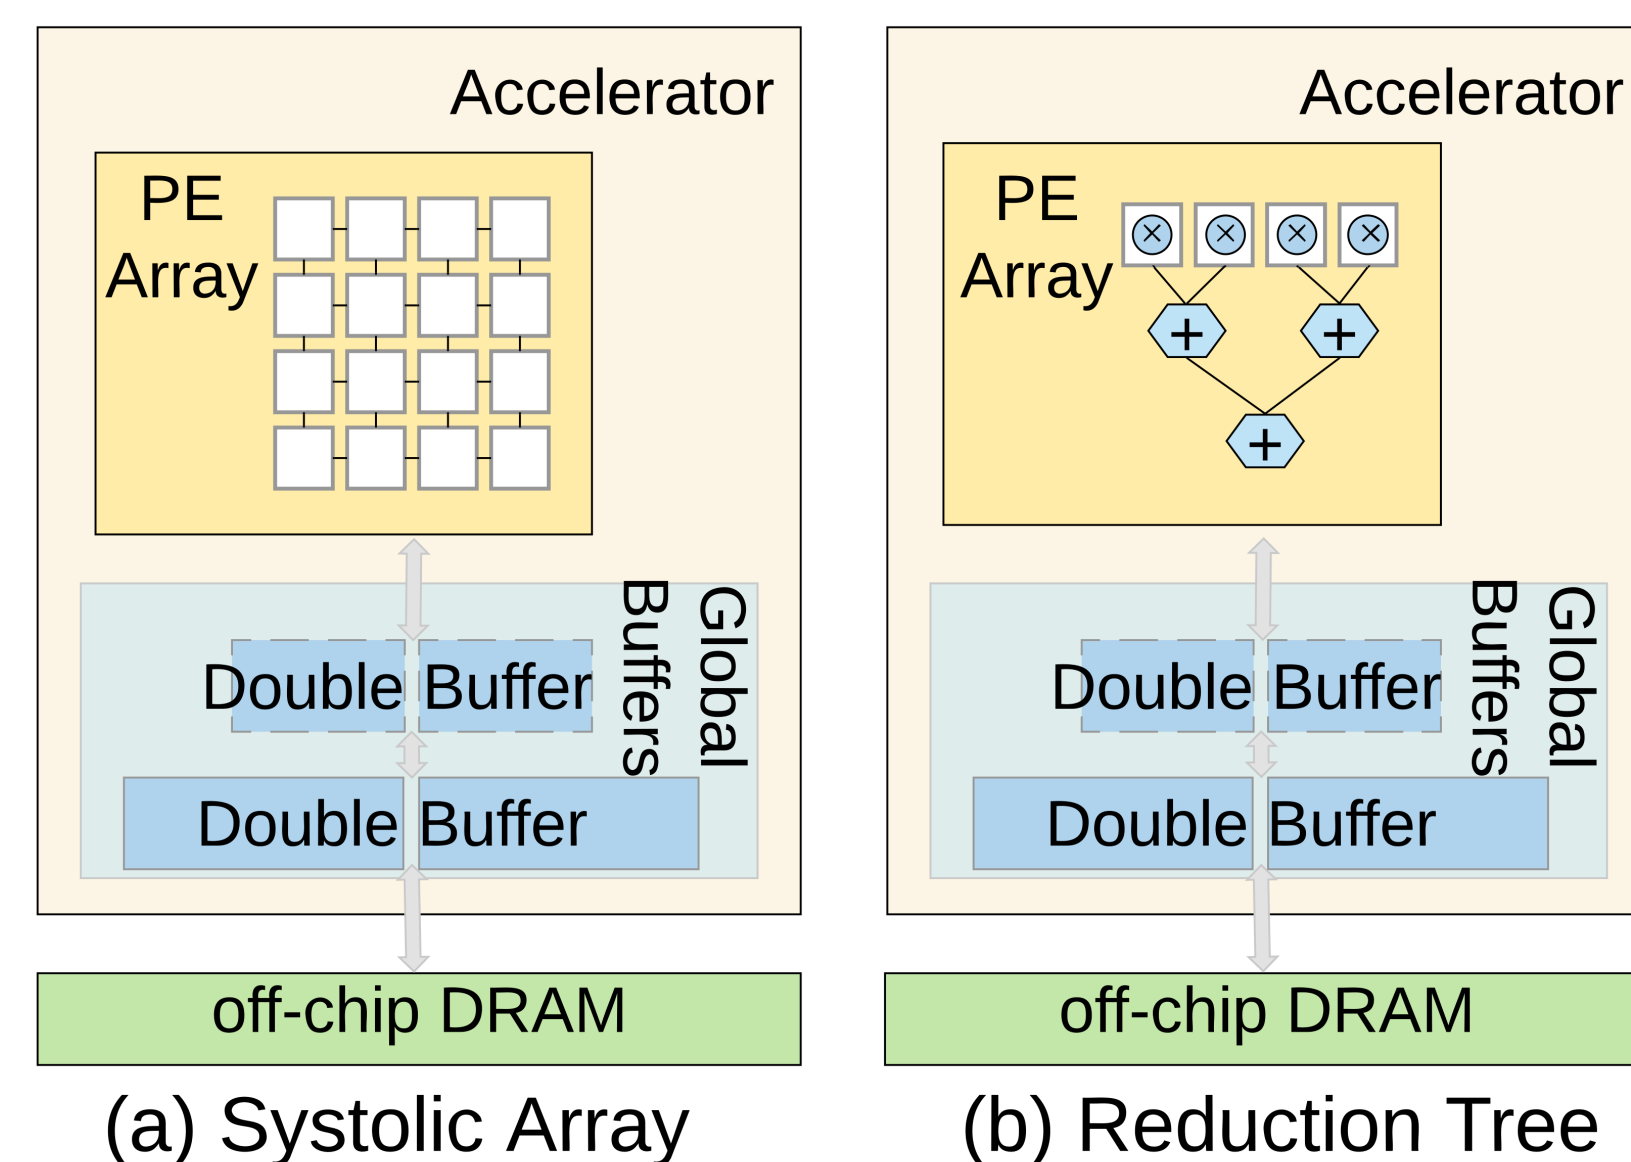 Accelerator
PE
Array
Global
Buffers
Double Buffer
Double Buffer
off-chip DRAM
(a) Systolic Array
Accelerator
PE
Array
×
×
×
×
+
+
+
Global
Buffers
Double Buffer
Double Buffer
off-chip DRAM
(b) Reduction Tree